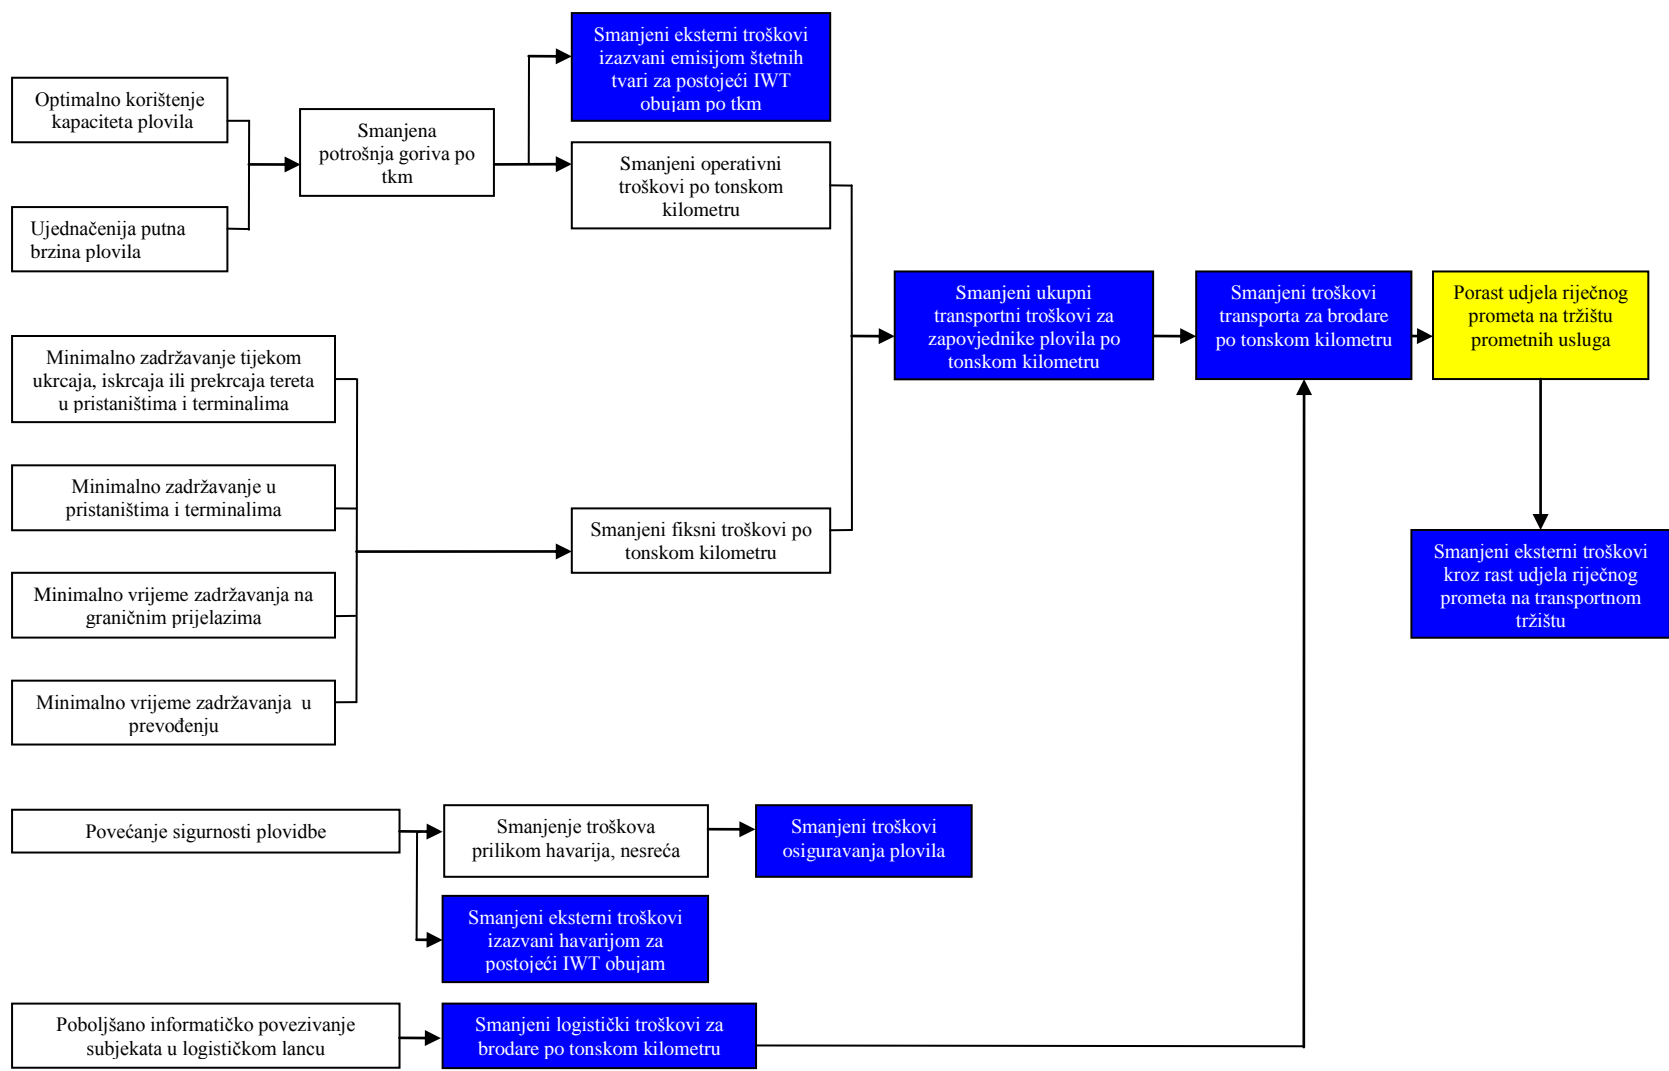 Smanjeni eksterni troškovi
izazvani emisijom štetnih
tvari za postojeći IWT
obujam po tkm
Optimalno korištenje
kapaciteta plovila
Smanjena
potrošnja goriva po
tkm
Smanjeni operativni
troškovi po tonskom
kilometru
Ujednačenija putna
brzina plovila
Smanjeni ukupni
transportni troškovi za
zapovjednike plovila po
tonskom kilometru
Smanjeni troškovi
transporta za brodare
po tonskom kilometru
Porast udjela riječnog
prometa na tržištu
prometnih usluga
Minimalno zadržavanje tijekom
ukrcaja, iskrcaja ili prekrcaja tereta
u pristaništima i terminalima
Minimalno zadržavanje u
pristaništima i terminalima
Smanjeni fiksni troškovi po
tonskom kilometru
Smanjeni eksterni troškovi
kroz rast udjela riječnog
prometa na transportnom
tržištu
Minimalno vrijeme zadržavanja na
graničnim prijelazima
Minimalno vrijeme zadržavanja  u
prevođenju
Povećanje sigurnosti plovidbe
Smanjenje troškova
prilikom havarija, nesreća
Smanjeni troškovi
osiguravanja plovila
Smanjeni eksterni troškovi
izazvani havarijom za
postojeći IWT obujam
Poboljšano informatičko povezivanje
subjekata u logističkom lancu
Smanjeni logistički troškovi za
brodare po tonskom kilometru